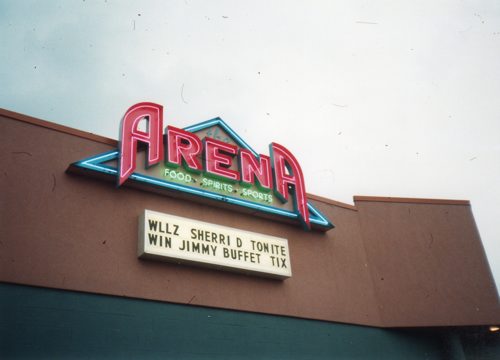 ARENA
FOOD · SPIRITS · SPORTS
WLLZ SHERRI D TONITE
WIN JIMMY BUFFET TIX